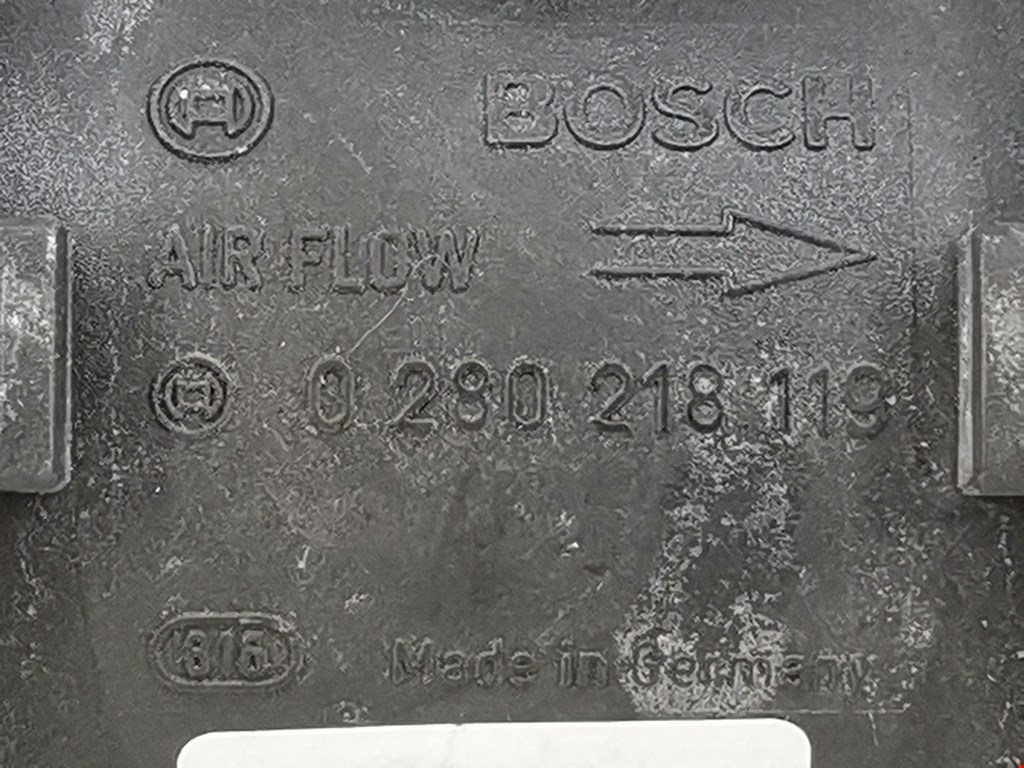 BOSCH
AIR FLOW
0 280 218 119
816
Made in Germany